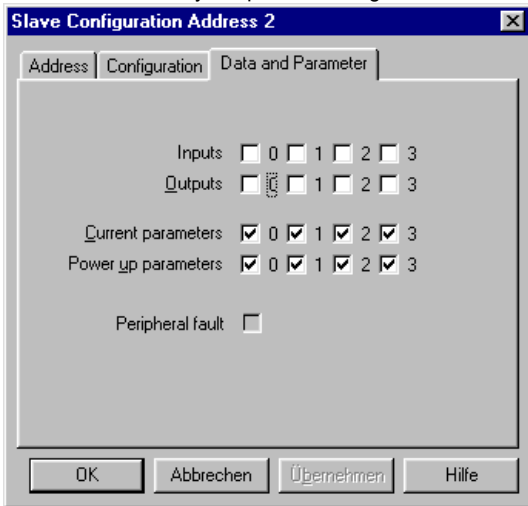 Slave Configuration Address 2
Address Configuration Data and Parameter
Inputs 0 1 2 3
Outputs 0 1 2 3
Current parameters 0 1 2 3
Power up parameters 0 1 2 3
Peripheral fault
OK Abbrechen Übernehmen Hilfe